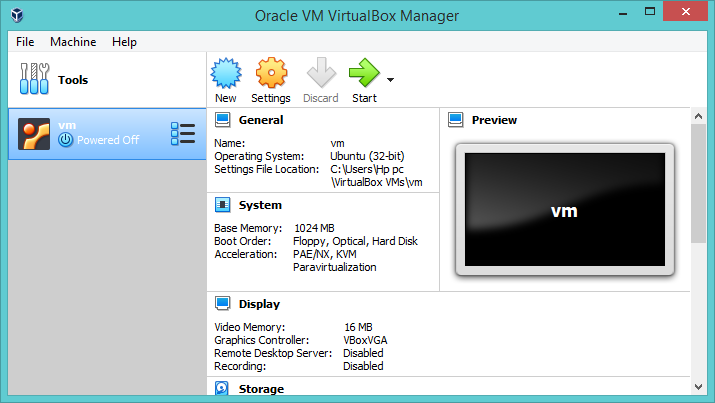 Oracle VM VirtualBox Manager
File Machine Help
Tools
New Settings Discard Start
vm
Powered Off
General
Name: vm
Operating System: Ubuntu (32-bit)
Settings File Location: C:\Users\Hp pc
\VirtualBox VMs\vm
Preview
vm
System
Base Memory: 1024 MB
Boot Order: Floppy, Optical, Hard Disk
Acceleration: PAE/NX, KVM
Paravirtualization
Display
Video Memory: 16 MB
Graphics Controller: VBoxVGA
Remote Desktop Server: Disabled
Recording: Disabled
Storage